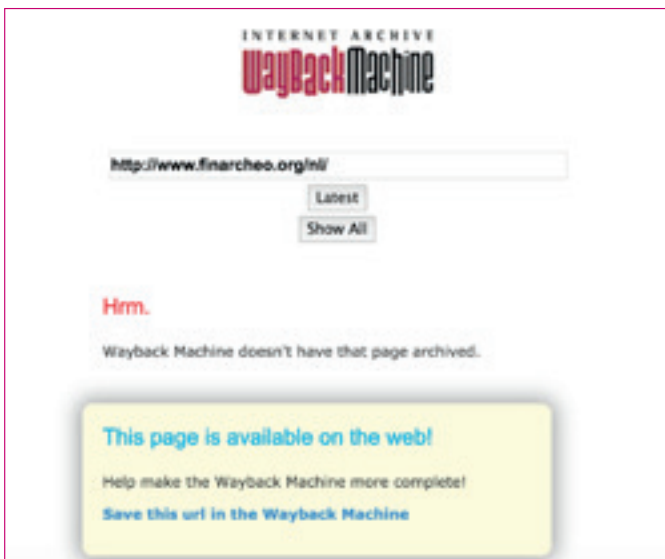 INTERNET ARCHIVE
WayBackMachine
http://www.finarcheo.org/nl/
Latest
Show All
Hrm.
Wayback Machine doesn't have that page archived.
This page is available on the web!
Help make the Wayback Machine more complete!
Save this url in the Wayback Machine